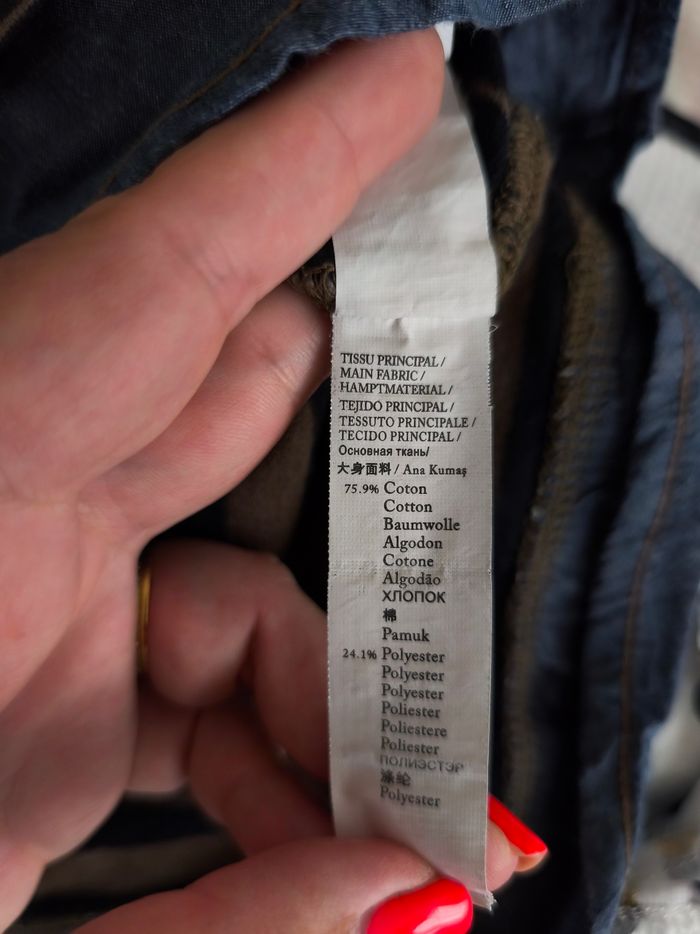 TISSU PRINCIPAL /
MAIN FABRIC /
HAMPTMATERIAL /
TEJIDO PRINCIPAL /
TESSUTO PRINCIPALE /
TECIDO PRINCIPAL /
Основная ткань/
大身面料 / Ana Kumaş
75.9% Coton
Cotton
Baumwolle
Algodon
Cotone
Algodão
ХЛОПОК
棉
Pamuk
24.1% Polyester
Polyester
Polyester
Poliester
Poliestere
Poliester
ПОЛИЭСТЭР
涤纶
Polyester